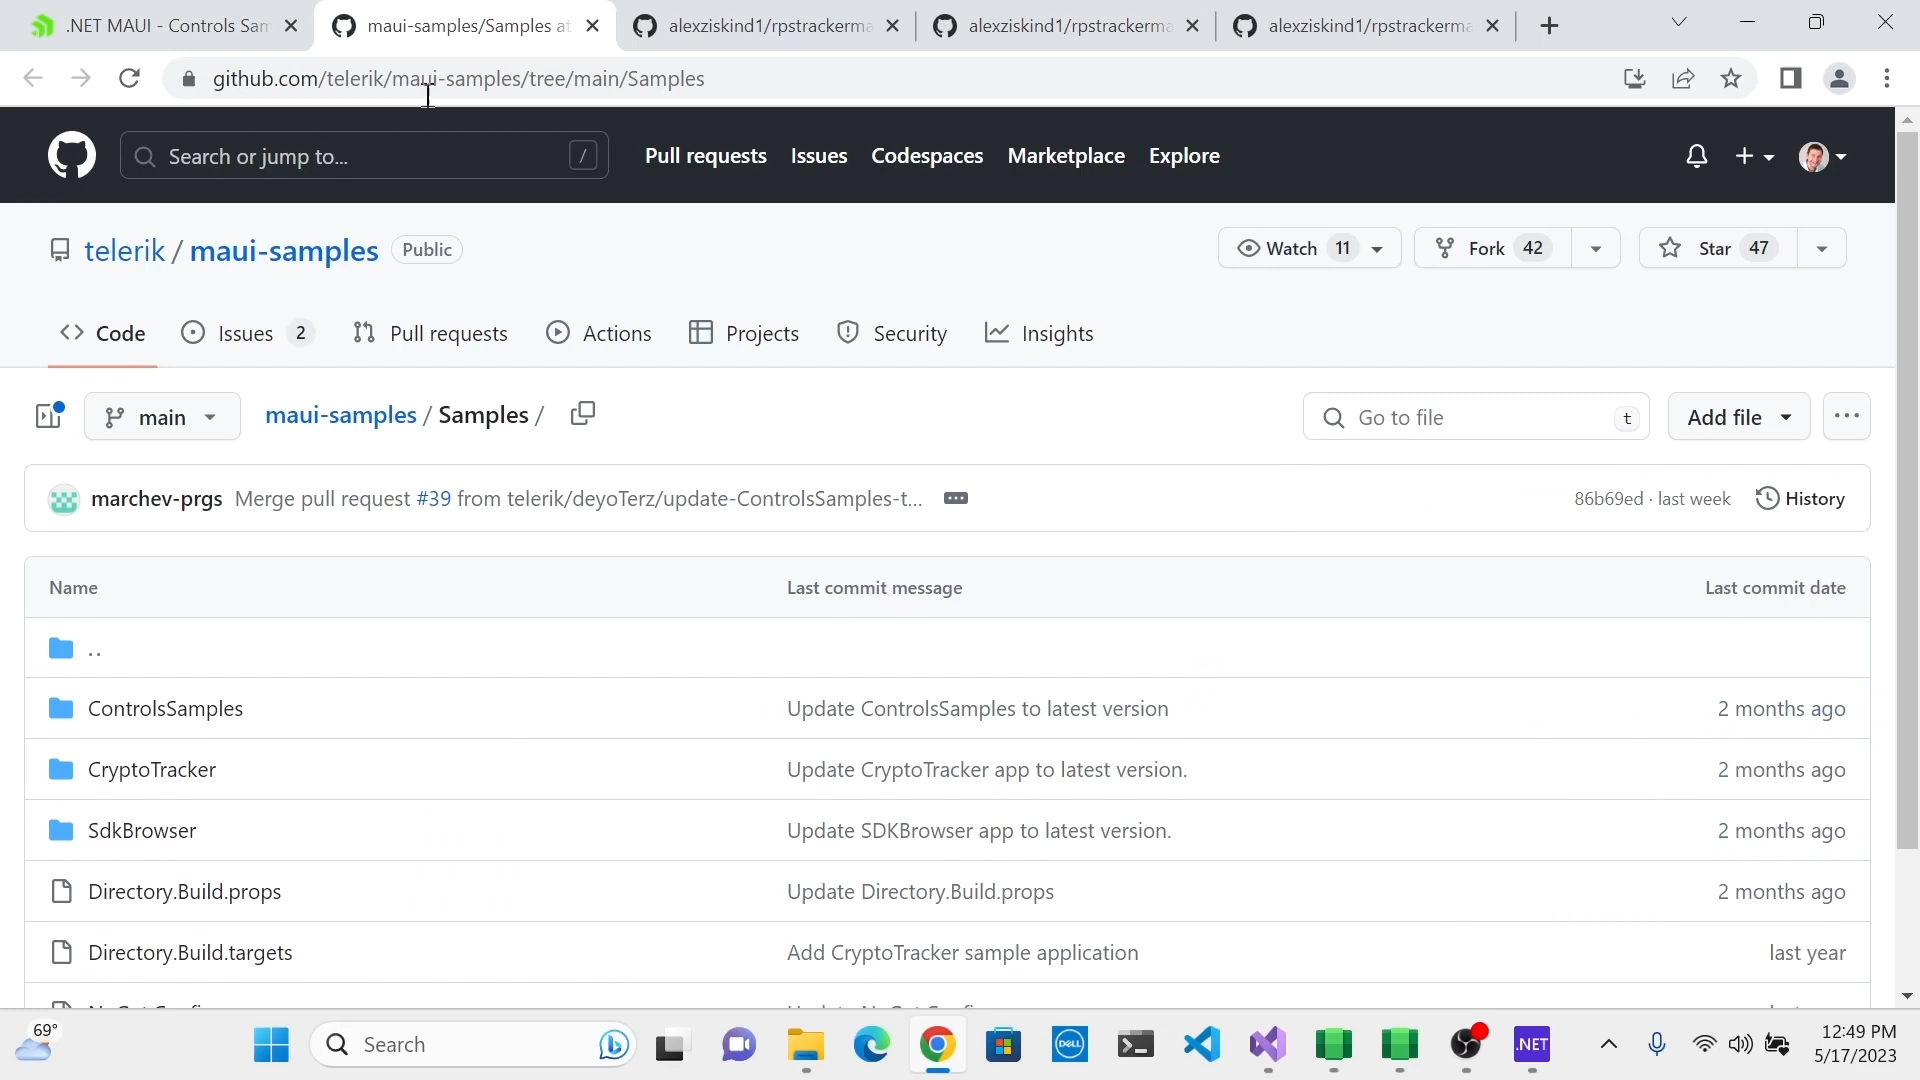 .NET MAUI - Controls Sam
maui-samples/Samples at
alexziskind1/rpstrackerma
alexziskind1/rpstrackerma
alexziskind1/rpstrackerma
github.com/telerik/maui-samples/tree/main/Samples
Search or jump to...
/
Pull requests
Issues
Codespaces
Marketplace
Explore
telerik / maui-samples
Public
Watch 11
Fork 42
Star 47
Code
Issues 2
Pull requests
Actions
Projects
Security
Insights
main
maui-samples / Samples /
Go to file
t
Add file
marchev-prgs Merge pull request #39 from telerik/deyoTerz/update-ControlsSamples-t...
86b69ed · last week
History
Name Last commit message Last commit date
..
ControlsSamples Update ControlsSamples to latest version 2 months ago
CryptoTracker Update CryptoTracker app to latest version. 2 months ago
SdkBrowser Update SDKBrowser app to latest version. 2 months ago
Directory.Build.props Update Directory.Build.props 2 months ago
Directory.Build.targets Add CryptoTracker sample application last year
69°
Search
DELL
.NET
12:49 PM
5/17/2023